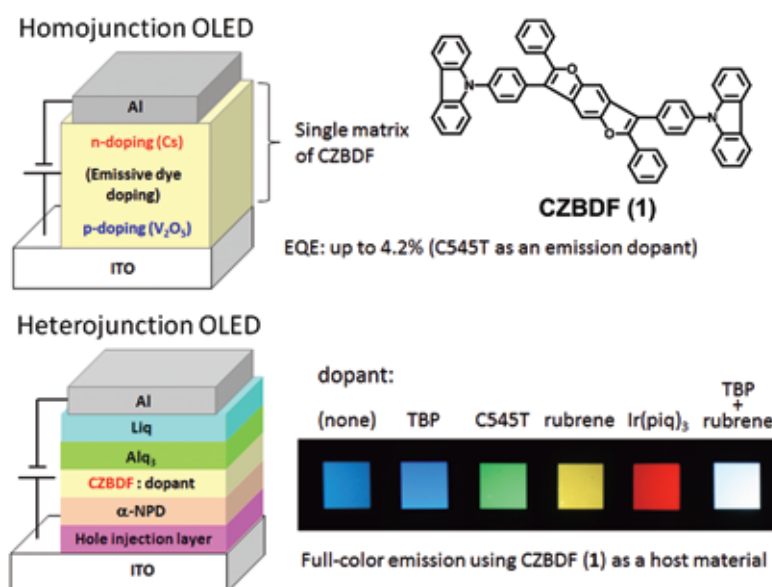 Homojunction OLED
Al
n-doping (Cs)
(Emissive dye
doping)
p-doping (V₂O₅)
ITO
Single matrix
of CZBDF
N
O
O
N
CZBDF (1)
EQE: up to 4.2% (C545T as an emission dopant)
Heterojunction OLED
Al
Liq
Alq₃
CZBDF : dopant
α-NPD
Hole injection layer
ITO
dopant:
(none) TBP C545T rubrene Ir(piq)₃ TBP + rubrene
Full-color emission using CZBDF (1) as a host material